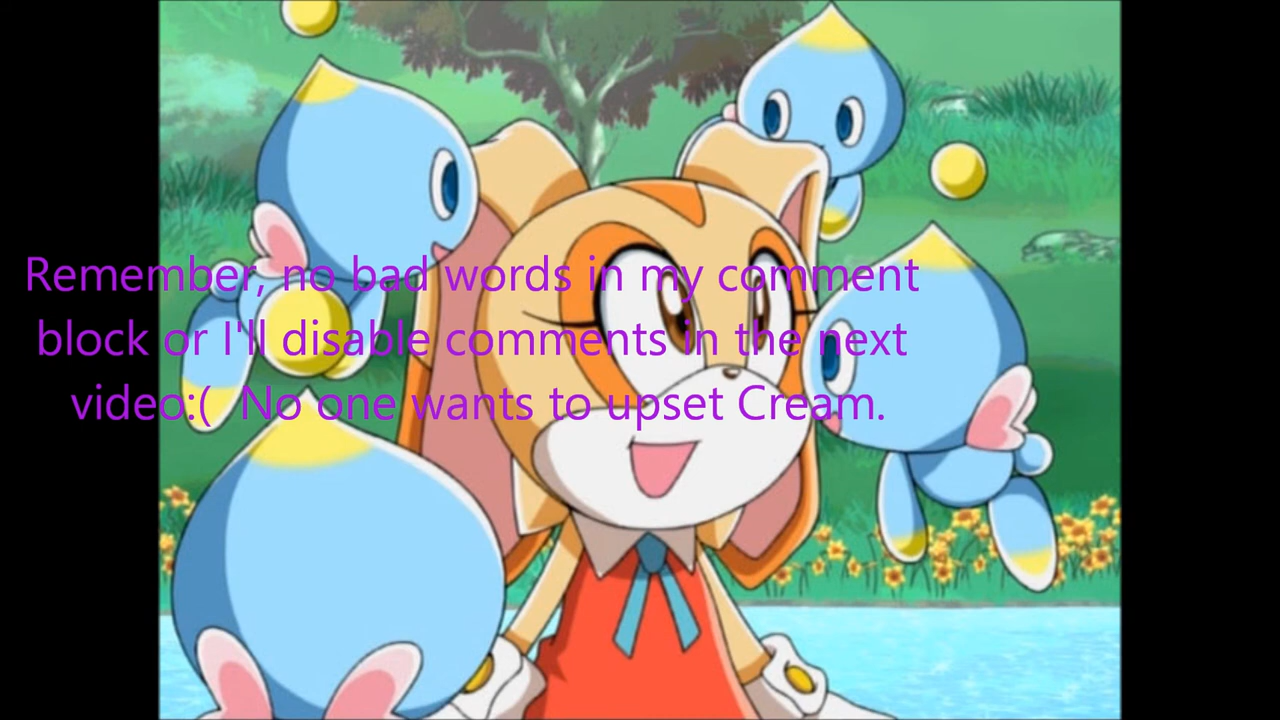 Remember, no bad words in my comment
block or I'll disable comments in the next
video:(  No one wants to upset Cream.